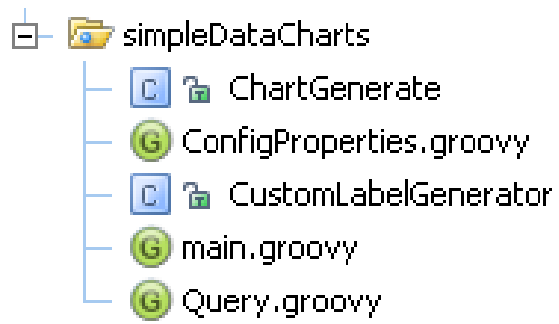 simpleDataCharts
C ChartGenerate
G ConfigProperties.groovy
C CustomLabelGenerator
G main.groovy
G Query.groovy